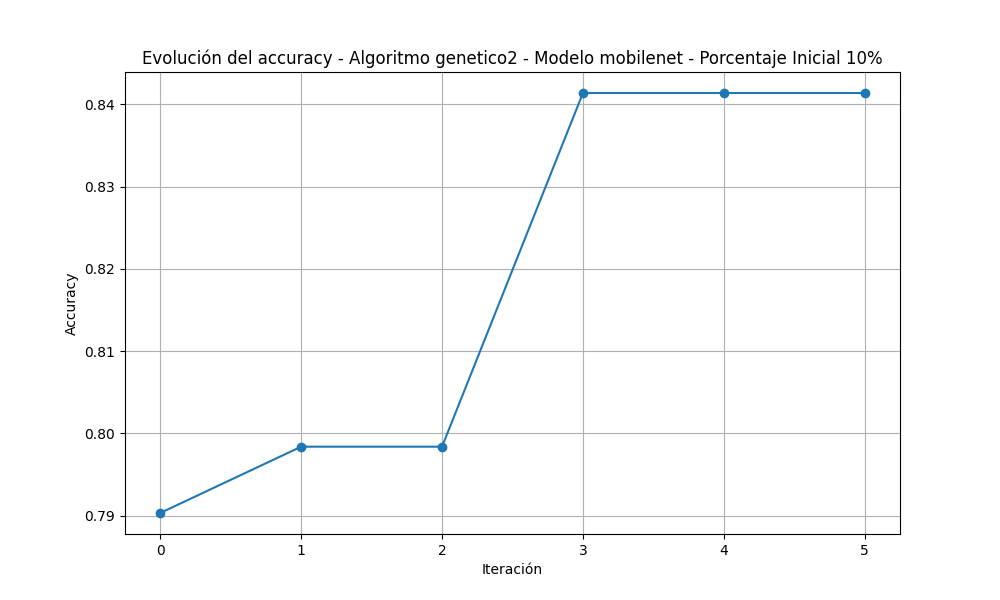 Evolución del accuracy - Algoritmo genetico2 - Modelo mobilenet - Porcentaje Inicial 10%
0.84
0.83
0.82
0.81
0.80
0.79
Accuracy
0 1 2 3 4 5
Iteración